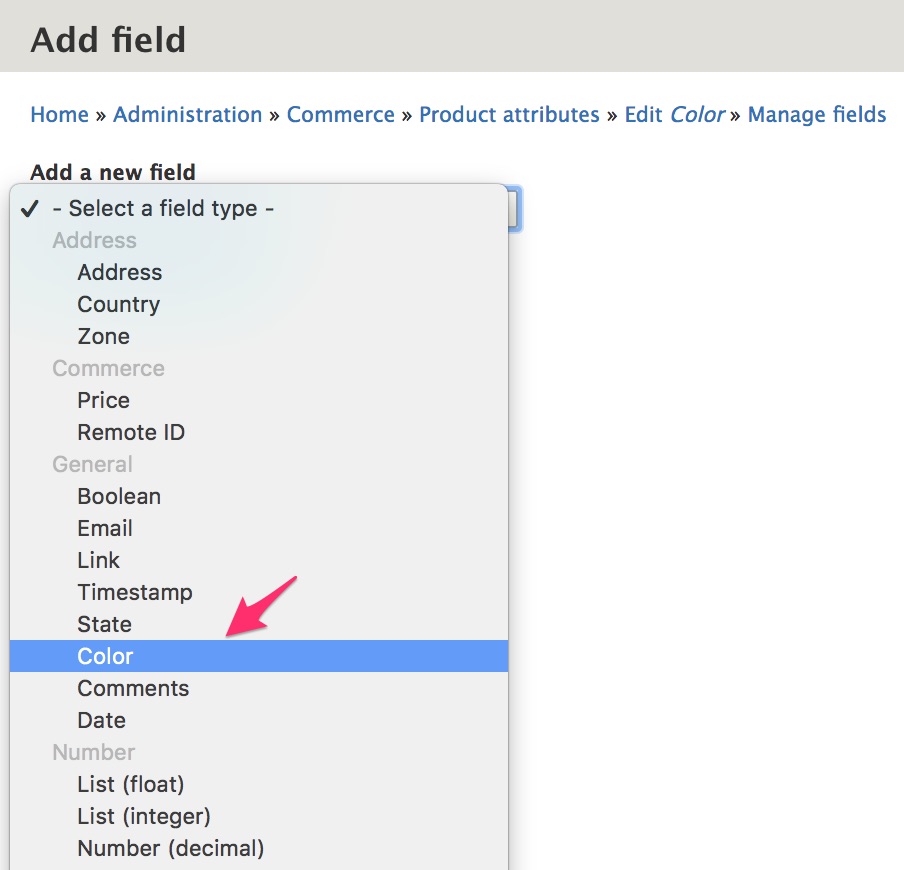 Add field
Home » Administration » Commerce » Product attributes » Edit Color » Manage fields
Add a new field
✓ - Select a field type -
Address
Address
Country
Zone
Commerce
Price
Remote ID
General
Boolean
Email
Link
Timestamp
State
Color
Comments
Date
Number
List (float)
List (integer)
Number (decimal)